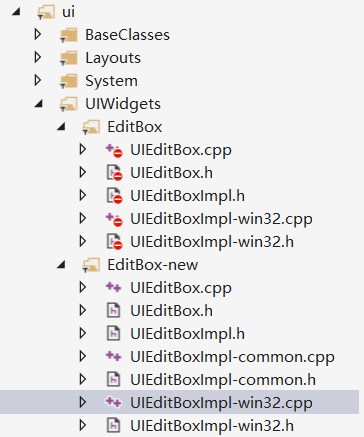 ui
BaseClasses
Layouts
System
UIWidgets
EditBox
UIEditBox.cpp
UIEditBox.h
UIEditBoxImpl.h
UIEditBoxImpl-win32.cpp
UIEditBoxImpl-win32.h
EditBox-new
UIEditBox.cpp
UIEditBox.h
UIEditBoxImpl.h
UIEditBoxImpl-common.cpp
UIEditBoxImpl-common.h
UIEditBoxImpl-win32.cpp
UIEditBoxImpl-win32.h